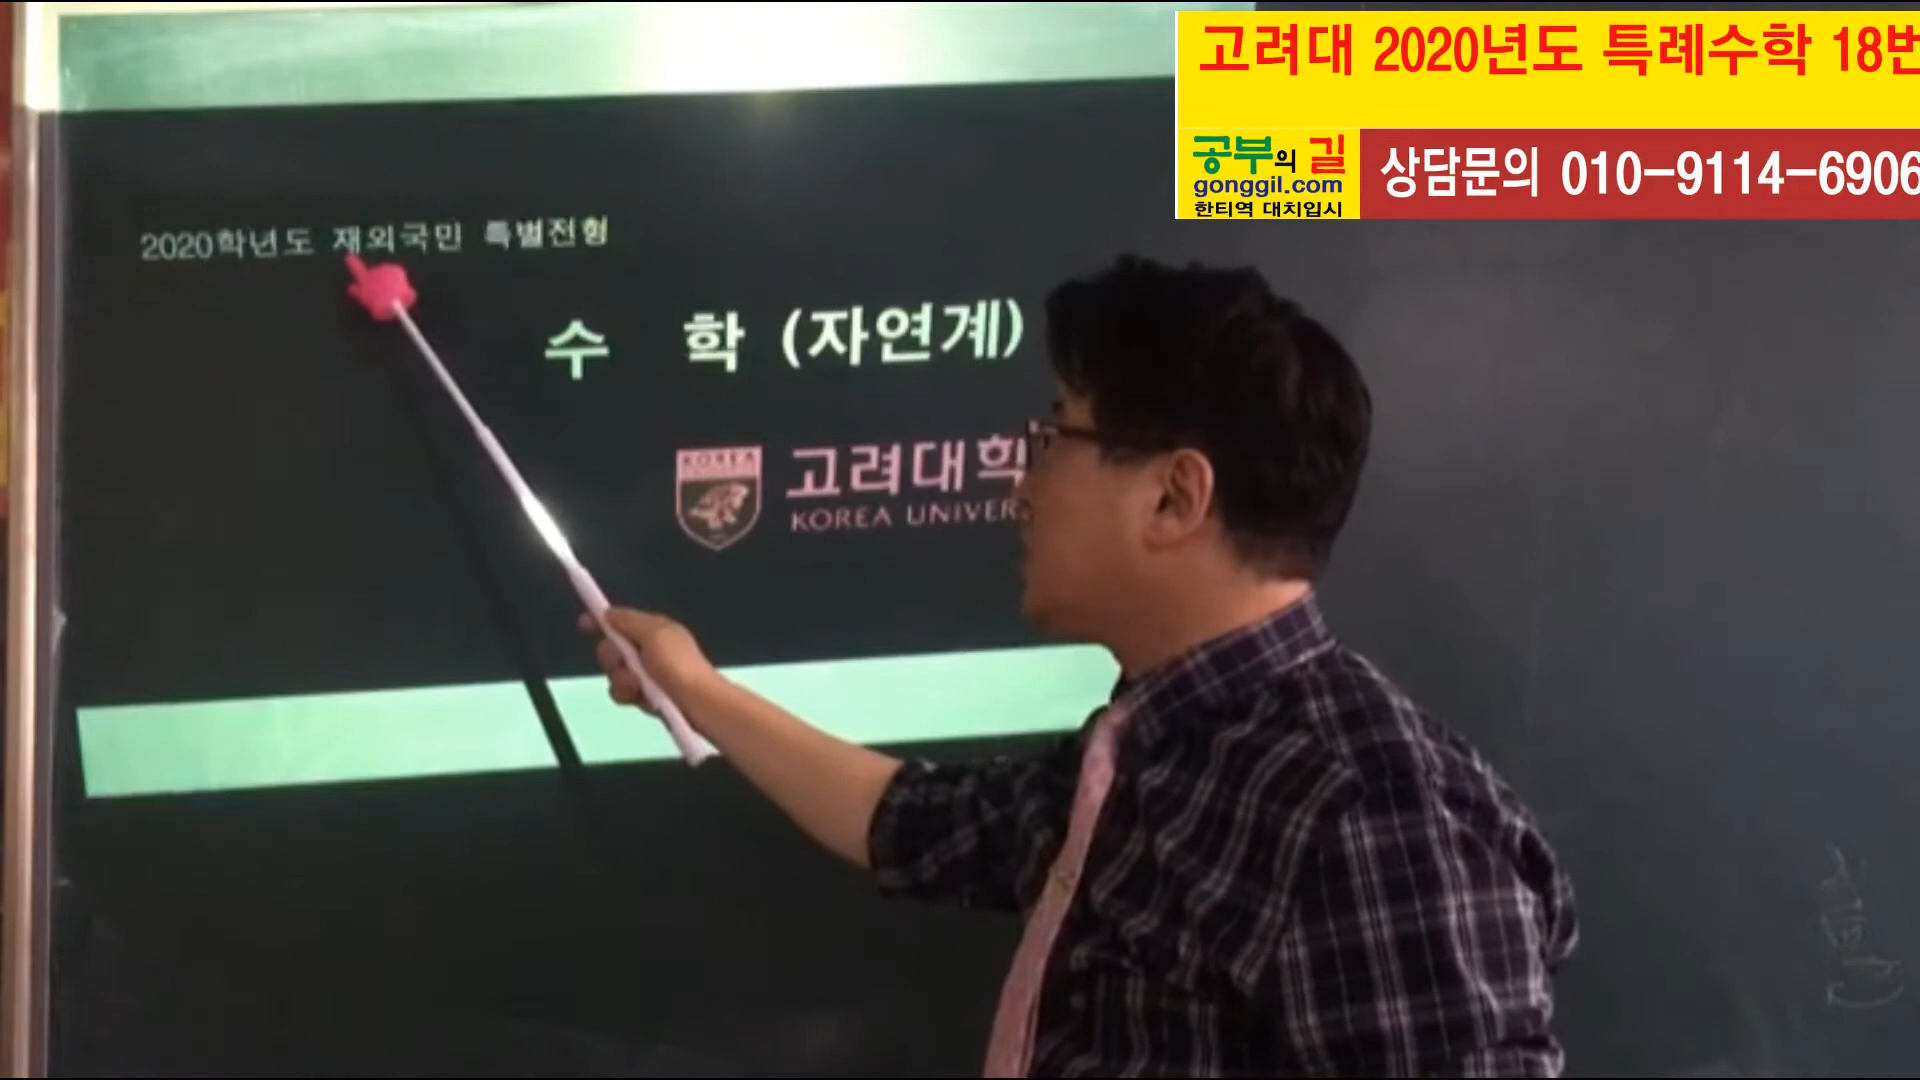 고려대 2020년도 특례수학 18번
공부의 길
gonggil.com
한티역 대치입시
상담문의 010-9114-6906
2020학년도 재외국민 특별전형
수 학 (자연계)
KOREA
고려대학
KOREA UNIVER